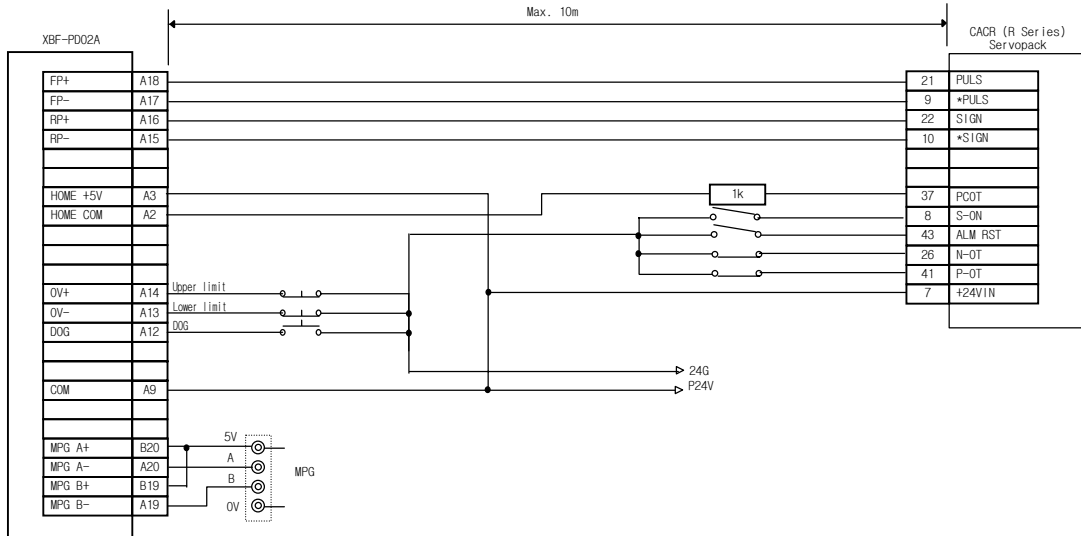 Max. 10m
XBF-PD02A
CACR (R Series)
Servopack
FP+ A18 21 PULS
FP- A17 9 *PULS
RP+ A16 22 SIGN
RP- A15 10 *SIGN
HOME +5V A3 1k 37 PCOT
HOME COM A2 8 S-ON
43 ALM RST
26 N-OT
41 P-OT
OV+ A14 Upper limit 7 +24VIN
OV- A13 Lower limit
DOG A12 DOG
24G
COM A9 P24V
MPG A+ B20 5V
MPG A- A20 A MPG
MPG B+ B19 B
MPG B- A19 0V